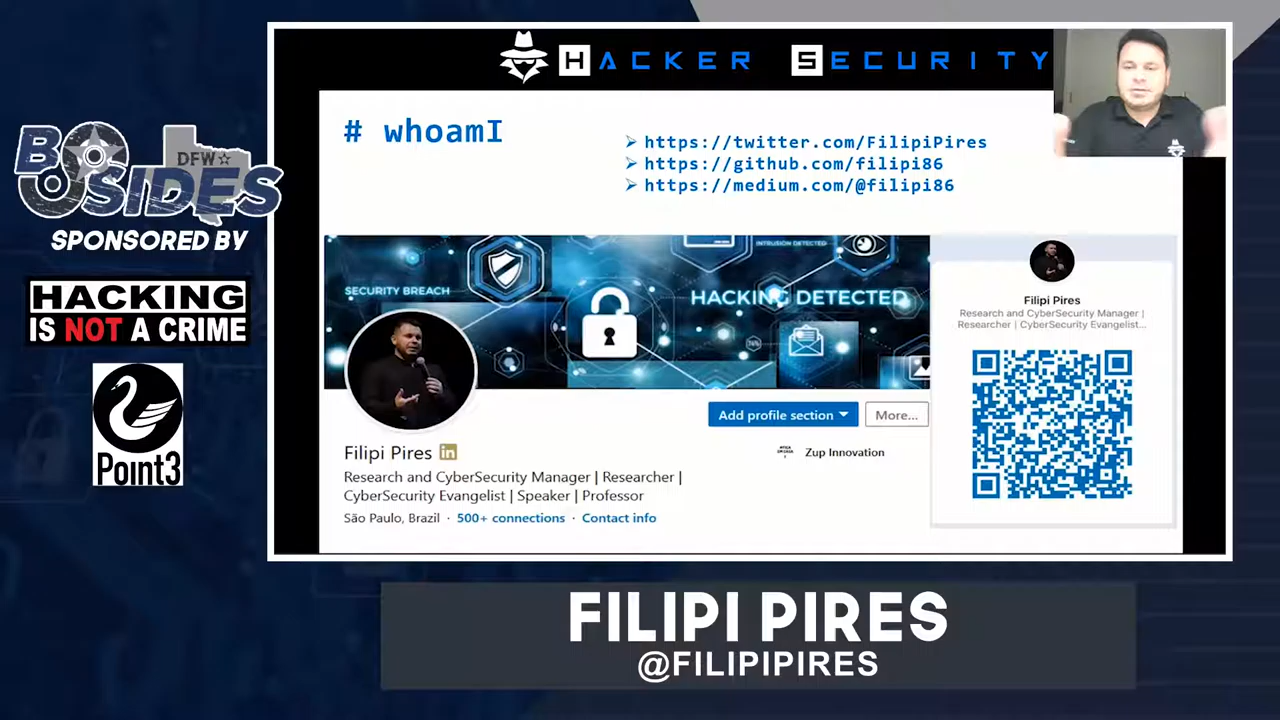 HACKER SECURITY
# whoamI
➢ https://twitter.com/FilipiPires
➢ https://github.com/filipi86
➢ https://medium.com/@filipi86
BSIDES
DFW
SPONSORED BY
HACKING
IS NOT A CRIME
Point3
SECURITY BREACH
INTRUSION DETECTED
HACKING DETECTED
Add profile section
More...
Filipi Pires in
Zup Innovation
Research and CyberSecurity Manager | Researcher |
CyberSecurity Evangelist | Speaker | Professor
São Paulo, Brazil · 500+ connections · Contact info
Filipi Pires
Research and CyberSecurity Manager |
Researcher | CyberSecurity Evangelist...
FILIPI PIRES
@FILIPIPIRES